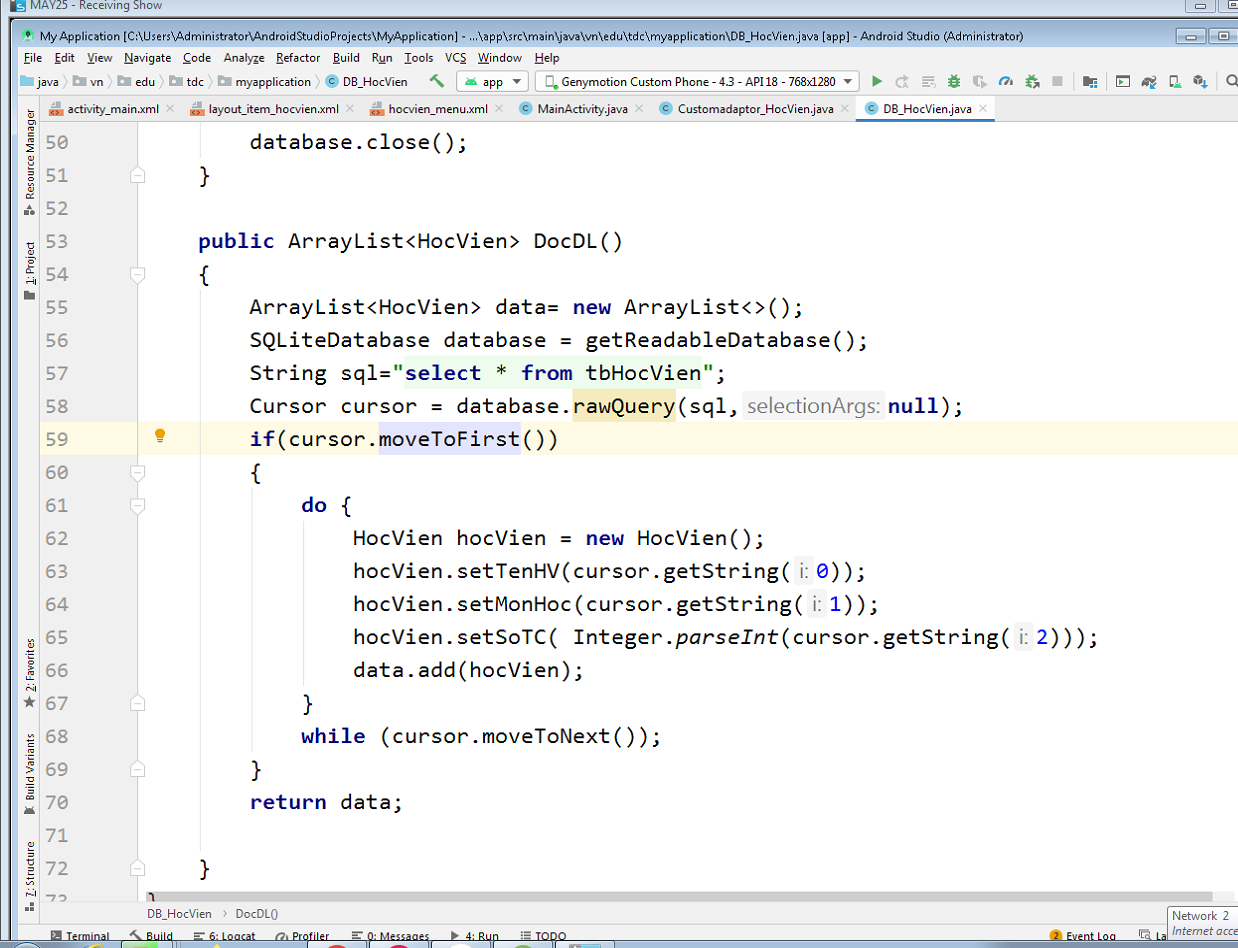 MAY25 - Receiving Show
My Application [C:\Users\Administrator\AndroidStudioProjects\MyApplication] - ...\app\src\main\java\vn\edu\tdc\myapplication\DB_HocVien.java [app] - Android Studio (Administrator)
File Edit View Navigate Code Analyze Refactor Build Run Tools VCS Window Help
java vn edu tdc myapplication DB_HocVien app Genymotion Custom Phone - 4.3 - API 18 - 768x1280
activity_main.xml layout_item_hocvien.xml hocvien_menu.xml MainActivity.java Customadaptor_HocVien.java DB_HocVien.java
Resource Manager
1: Project
2: Favorites
Build Variants
7: Structure
50 database.close();
51 }
52
53 public ArrayList<HocVien> DocDL()
54 {
55 ArrayList<HocVien> data= new ArrayList<>();
56 SQLiteDatabase database = getReadableDatabase();
57 String sql="select * from tbHocVien";
58 Cursor cursor = database.rawQuery(sql, selectionArgs: null);
59 if(cursor.moveToFirst())
60 {
61 do {
62 HocVien hocVien = new HocVien();
63 hocVien.setTenHV(cursor.getString( i: 0));
64 hocVien.setMonHoc(cursor.getString( i: 1));
65 hocVien.setSoTC( Integer.parseInt(cursor.getString( i: 2)));
66 data.add(hocVien);
67 }
68 while (cursor.moveToNext());
69 }
70 return data;
71
72 }
73 }
DB_HocVien › DocDL()
Terminal Build 6: Logcat Profiler 0: Messages 4: Run TODO 2 Event Log La
Network 2
Internet acce